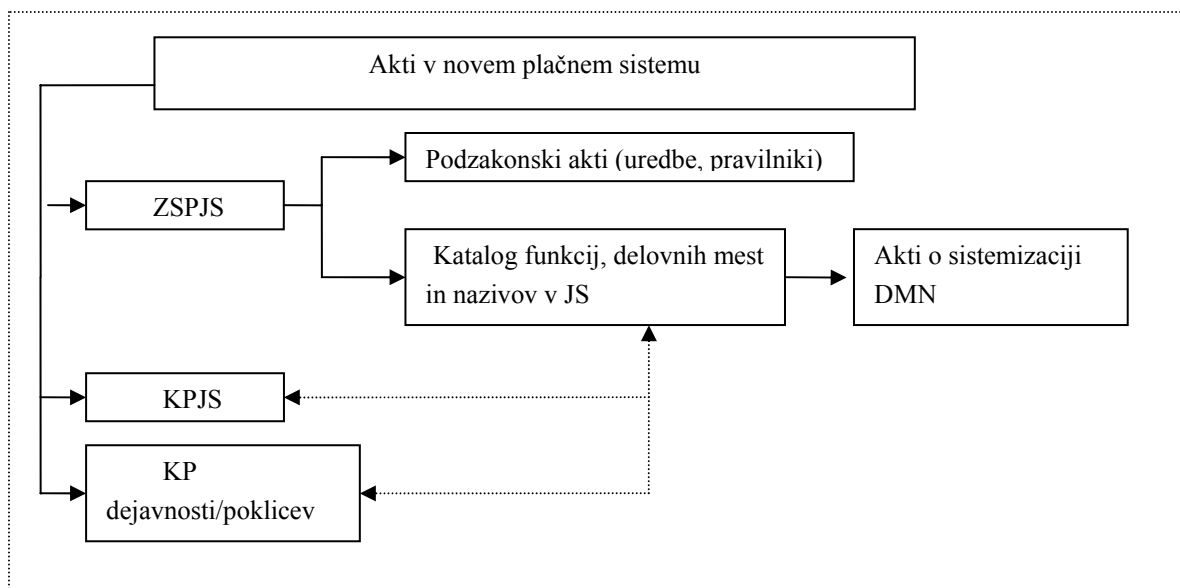 Akti v novem plačnem sistemu
Podzakonski akti (uredbe, pravilniki)
ZSPJS
Katalog funkcij, delovnih mest
in nazivov v JS
Akti o sistemizaciji
DMN
KPJS
KP
dejavnosti/poklicev